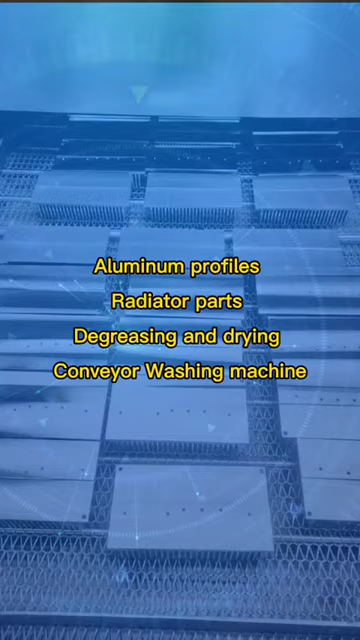 Aluminum profiles
Radiator parts
Degreasing and drying
Conveyor Washing machine